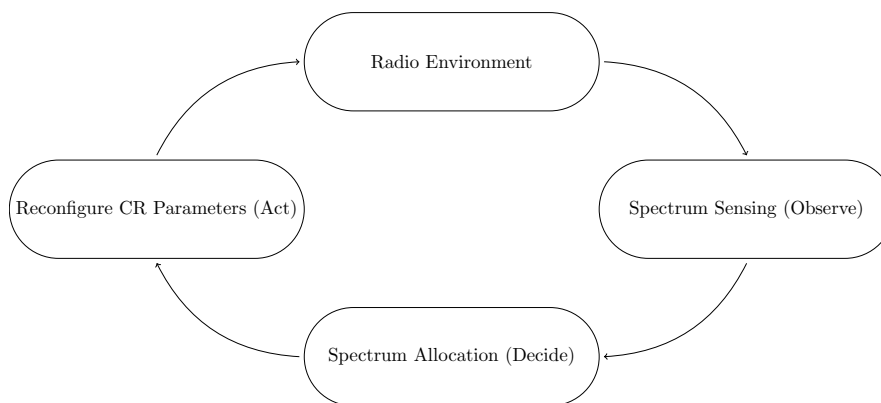 Radio Environment
Reconfigure CR Parameters (Act)
Spectrum Sensing (Observe)
Spectrum Allocation (Decide)